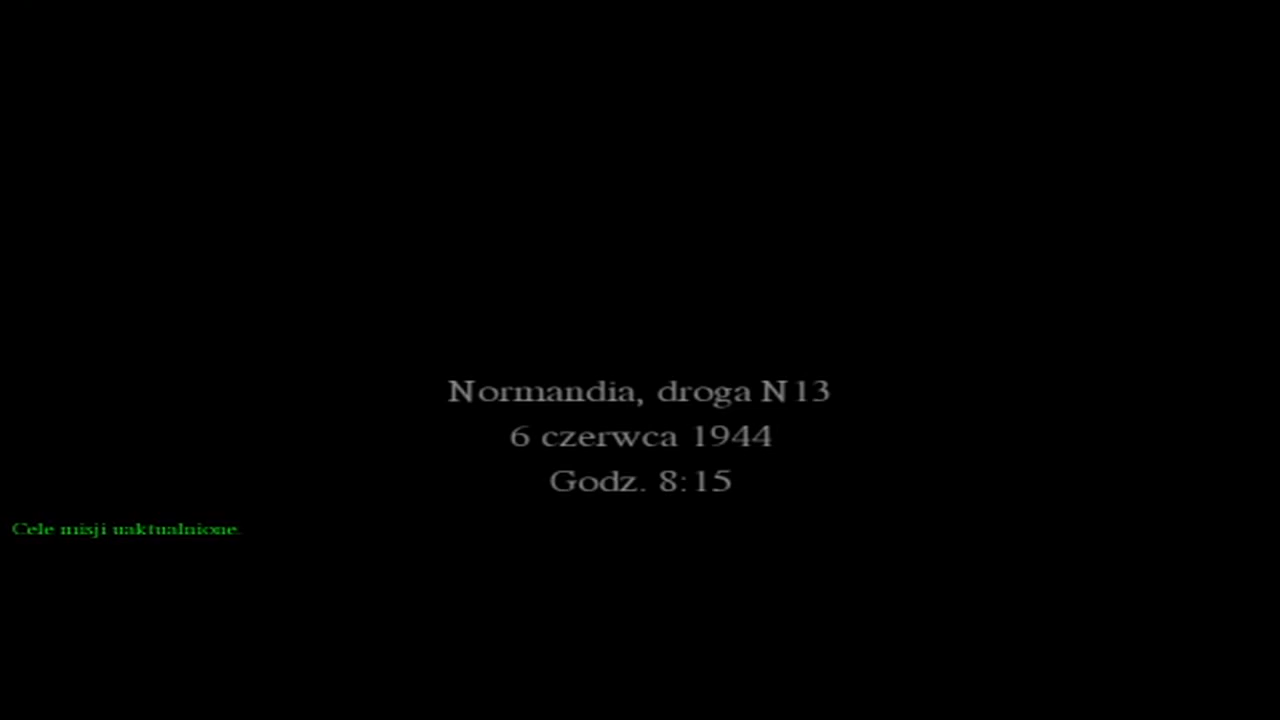 Normandia, droga N13
6 czerwca 1944
Godz. 8:15
Cele misji uaktualnione.